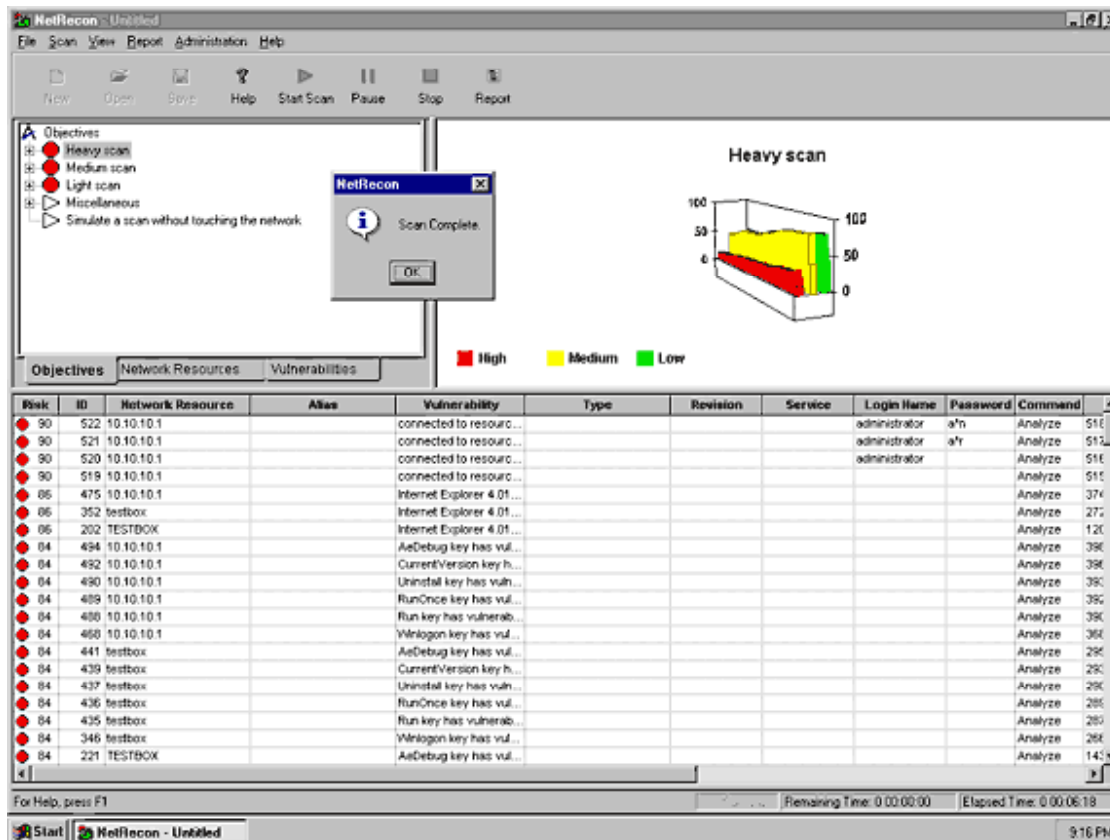 NetRecon - Untitled
File Scan View Report Administration Help
New Open Save Help Start Scan Pause Stop Report
Objectives
Heavy scan
Medium scan
Light scan
Miscellaneous
Simulate a scan without touching the network
Objectives Network Resources Vulnerabilities
NetRecon
Scan Complete.
OK
Heavy scan
100
50
0
100
50
0
High Medium Low
Risk ID Network Resource Alias Vulnerability Type Revision Service Login Name Password Command
90 522 10.10.10.1 connected to resourc... administrator a*n Analyze
90 521 10.10.10.1 connected to resourc... administrator a*r Analyze
90 520 10.10.10.1 connected to resourc... administrator Analyze
90 519 10.10.10.1 connected to resourc... Analyze
86 475 10.10.10.1 Internet Explorer 4.01... Analyze
86 352 testbox Internet Explorer 4.01... Analyze
86 202 TESTBOX Internet Explorer 4.01... Analyze
84 494 10.10.10.1 AeDebug key has vul... Analyze
84 492 10.10.10.1 CurrentVersion key h... Analyze
84 490 10.10.10.1 Uninstall key has vuln... Analyze
84 489 10.10.10.1 RunOnce key has vul... Analyze
84 488 10.10.10.1 Run key has vulnerab... Analyze
84 468 10.10.10.1 Winlogon key has vul... Analyze
84 441 testbox AeDebug key has vul... Analyze
84 439 testbox CurrentVersion key h... Analyze
84 437 testbox Uninstall key has vuln... Analyze
84 436 testbox RunOnce key has vul... Analyze
84 435 testbox Run key has vulnerab... Analyze
84 346 testbox Winlogon key has vul... Analyze
84 221 TESTBOX AeDebug key has vul... Analyze
For Help, press F1 Remaining Time: 0 00:00:00 Elapsed Time: 0 00:06:18
Start NetRecon - Untitled 9:16 PM